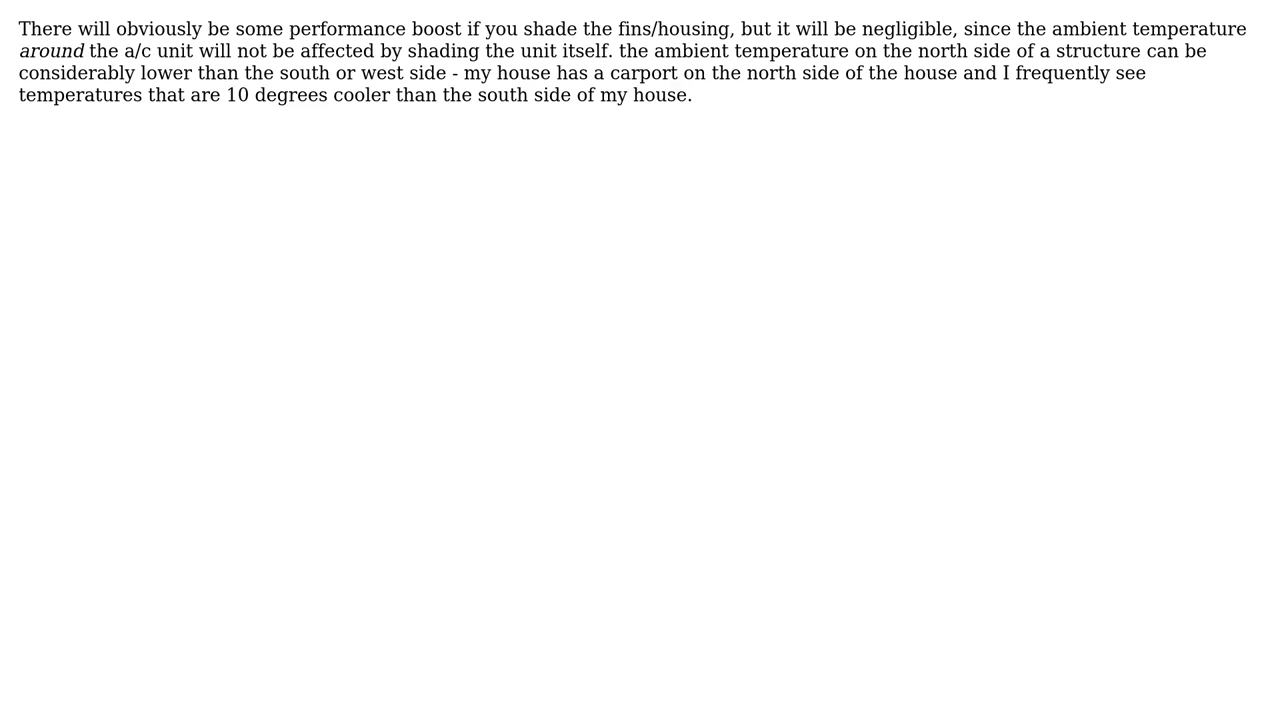 There will obviously be some performance boost if you shade the fins/housing, but it will be negligible, since the ambient temperature
around the a/c unit will not be affected by shading the unit itself. the ambient temperature on the north side of a structure can be
considerably lower than the south or west side - my house has a carport on the north side of the house and I frequently see
temperatures that are 10 degrees cooler than the south side of my house.